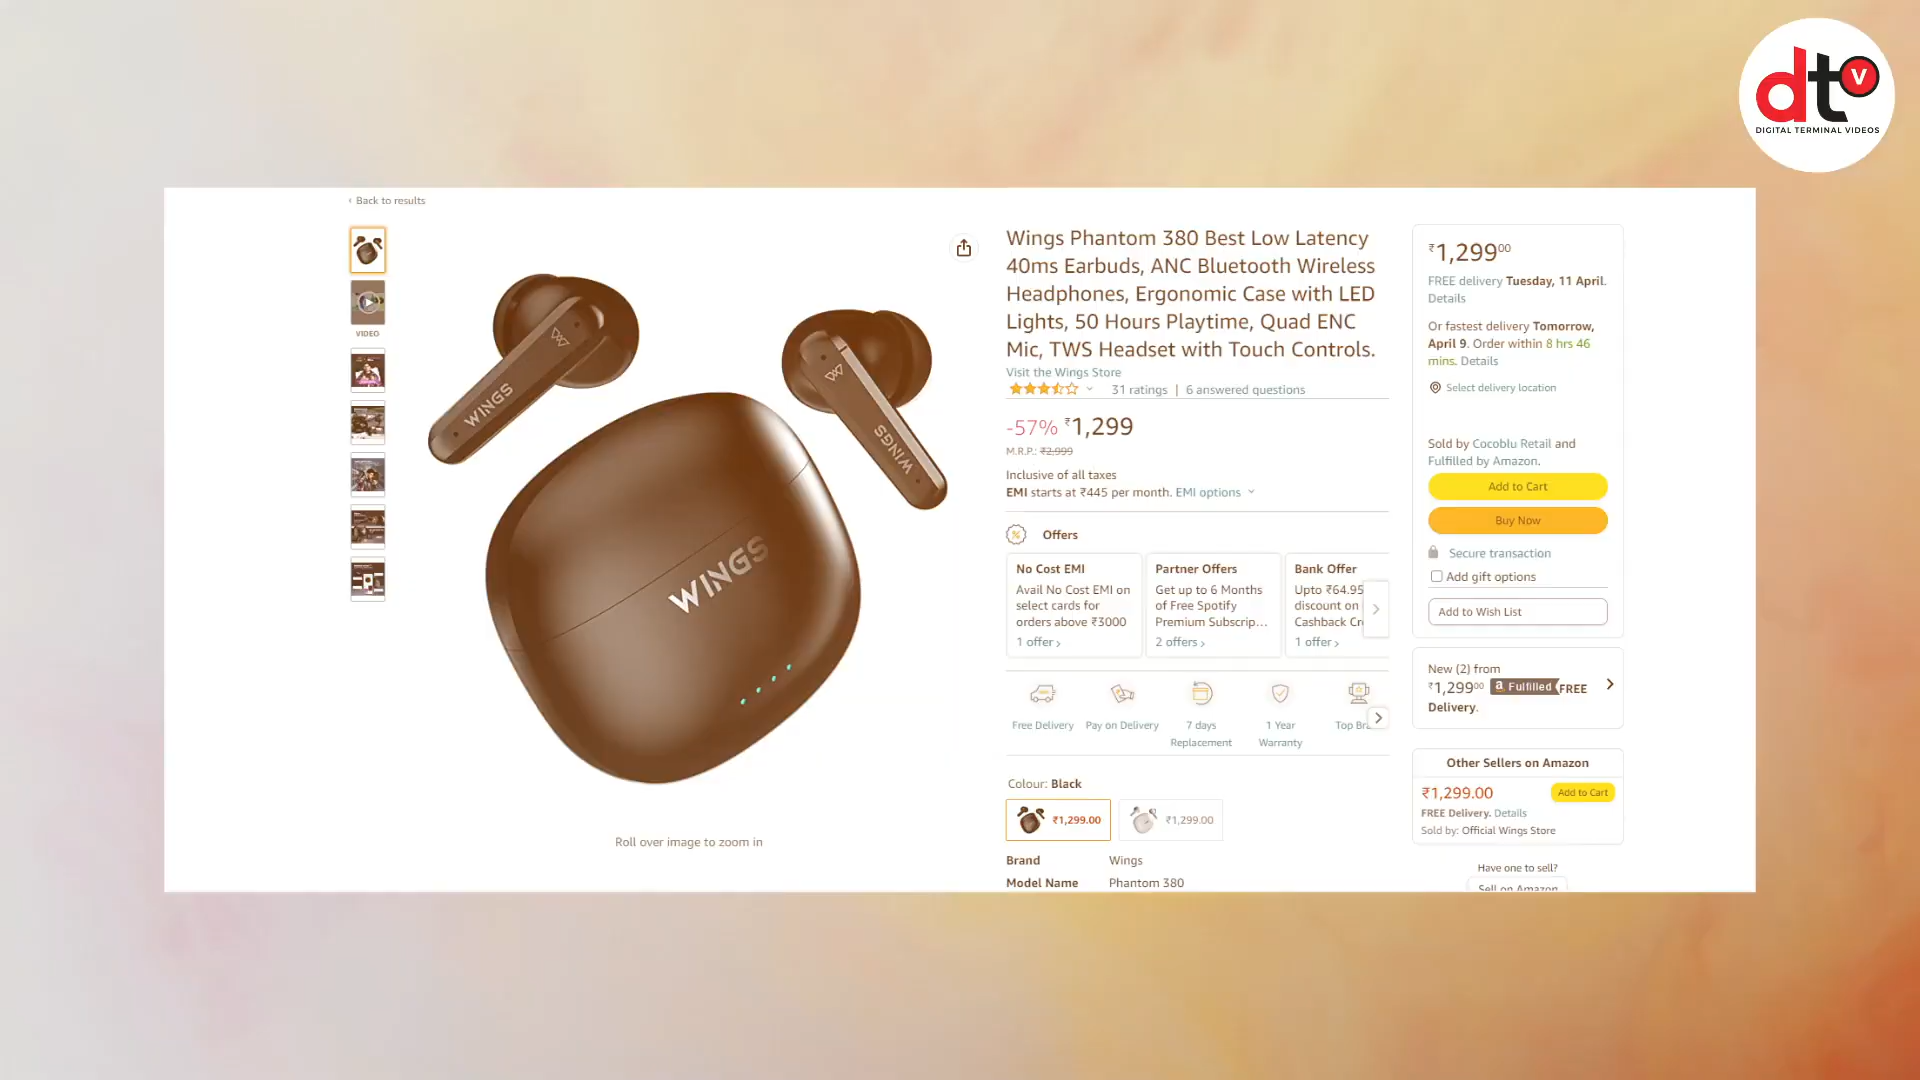 dtv
DIGITAL TERMINAL VIDEOS
‹ Back to results
VIDEO
WINGS
WINGS
WINGS
Roll over image to zoom in
Wings Phantom 380 Best Low Latency
40ms Earbuds, ANC Bluetooth Wireless
Headphones, Ergonomic Case with LED
Lights, 50 Hours Playtime, Quad ENC
Mic, TWS Headset with Touch Controls.
Visit the Wings Store
31 ratings | 6 answered questions
-57% ₹1,299
M.R.P.: ₹2,999
Inclusive of all taxes
EMI starts at ₹445 per month. EMI options
Offers
No Cost EMI
Avail No Cost EMI on
select cards for
orders above ₹3000
1 offer ›
Partner Offers
Get up to 6 Months
of Free Spotify
Premium Subscrip...
2 offers ›
Bank Offer
Upto ₹64.95
discount on
Cashback Cr
1 offer ›
Free Delivery
Pay on Delivery
7 days
Replacement
1 Year
Warranty
Top Br
Colour: Black
₹1,299.00
₹1,299.00
Brand Wings
Model Name Phantom 380
₹1,29900
FREE delivery Tuesday, 11 April.
Details
Or fastest delivery Tomorrow,
April 9. Order within 8 hrs 46
mins. Details
Select delivery location
Sold by Cocoblu Retail and
Fulfilled by Amazon.
Add to Cart
Buy Now
Secure transaction
Add gift options
Add to Wish List
New (2) from
₹1,29900 a Fulfilled FREE
Delivery.
Other Sellers on Amazon
₹1,299.00 Add to Cart
FREE Delivery. Details
Sold by: Official Wings Store
Have one to sell?
Sell on Amazon